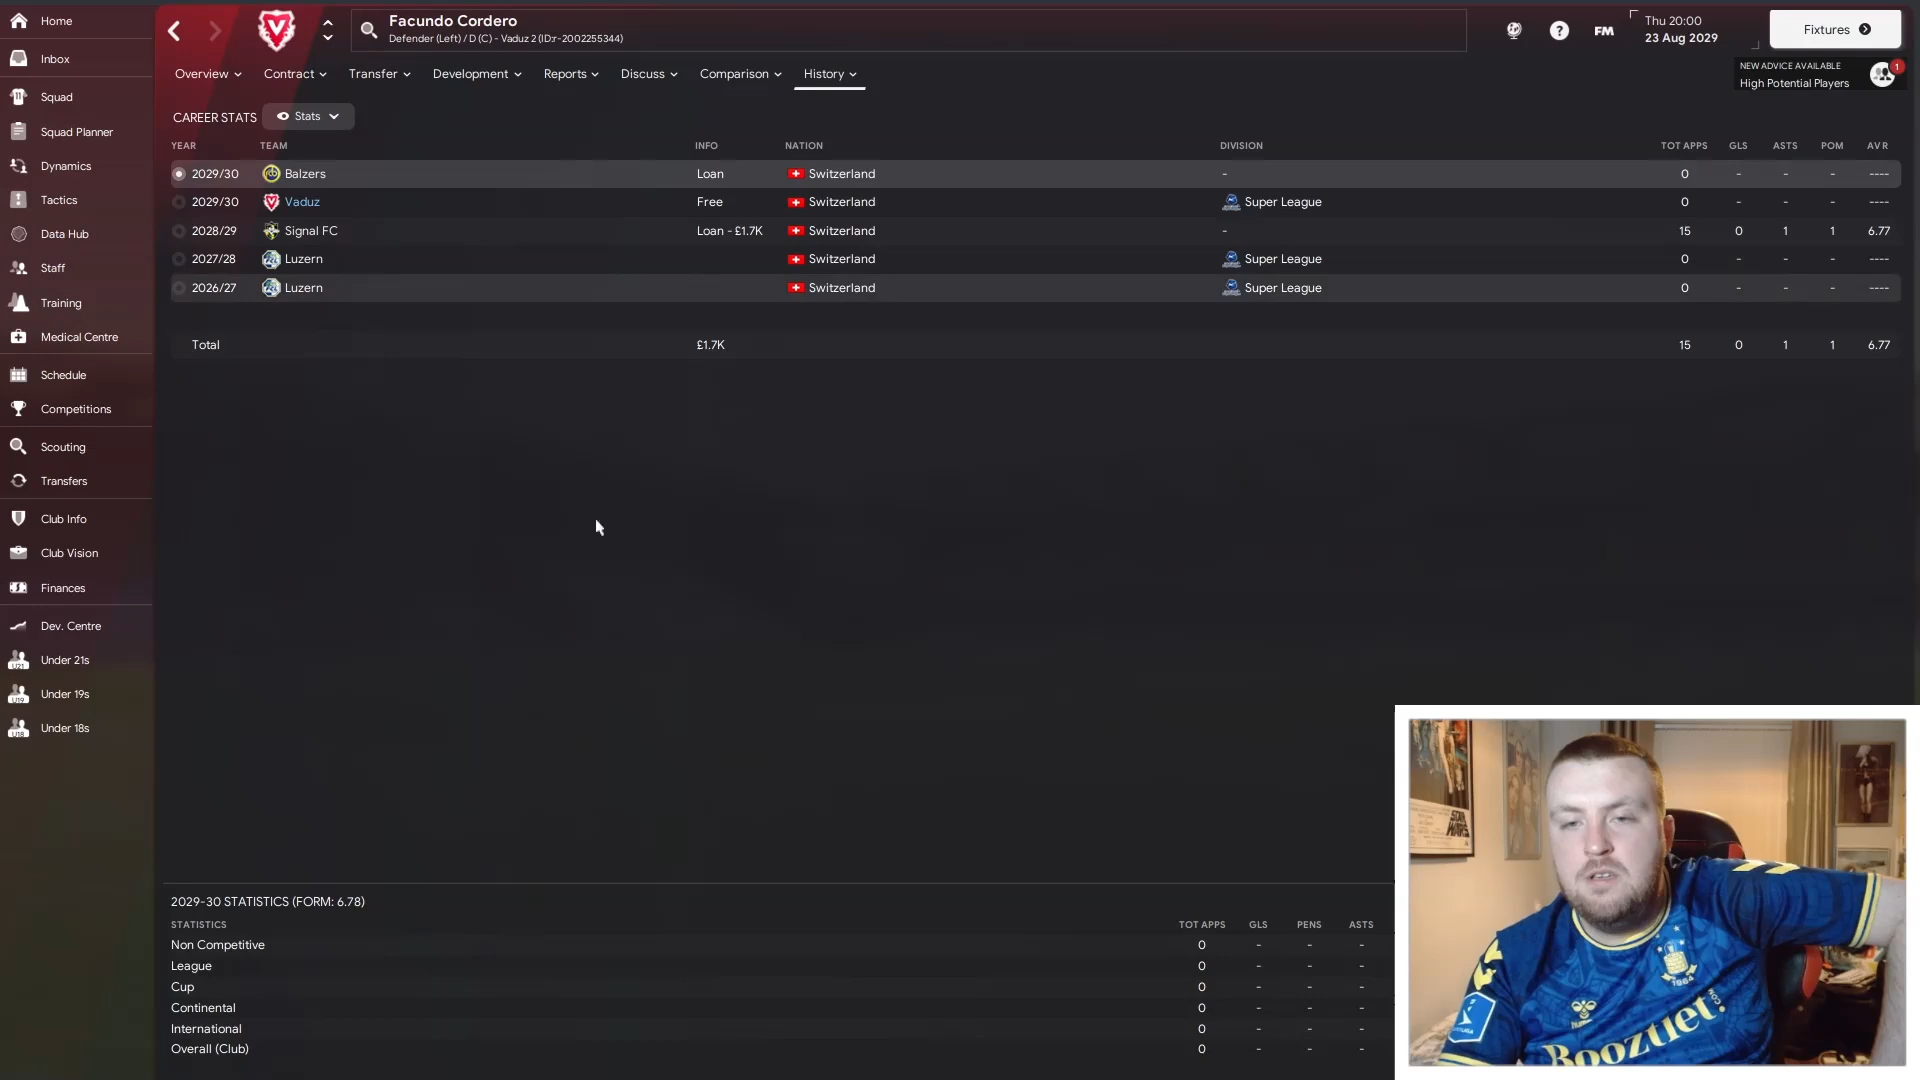 Home
Inbox
Squad
Squad Planner
Dynamics
Tactics
Data Hub
Staff
Training
Medical Centre
Schedule
Competitions
Scouting
Transfers
Club Info
Club Vision
Finances
Dev. Centre
Under 21s
Under 19s
Under 18s
Facundo Cordero
Defender (Left) / D (C) - Vaduz 2 (ID:r-2002255344)
FM
Thu 20:00
23 Aug 2029
Fixtures
Overview Contract Transfer Development Reports Discuss Comparison History
NEW ADVICE AVAILABLE 1
High Potential Players
CAREER STATS Stats
YEAR TEAM INFO NATION DIVISION TOT APPS GLS ASTS POM AV R
2029/30 Balzers Loan Switzerland - 0 - - - ----
2029/30 Vaduz Free Switzerland Super League 0 - - - ----
2028/29 Signal FC Loan - £1.7K Switzerland - 15 0 1 1 6.77
2027/28 Luzern Switzerland Super League 0 - - - ----
2026/27 Luzern Switzerland Super League 0 - - - ----
Total £1.7K 15 0 1 1 6.77
2029-30 STATISTICS (FORM: 6.78)
STATISTICS TOT APPS GLS PENS ASTS
Non Competitive 0 - - -
League 0 - - -
Cup 0 - - -
Continental 0 - - -
International 0 - - -
Overall (Club) 0 - - -
STAR
WARS
1964
Booztlet.com